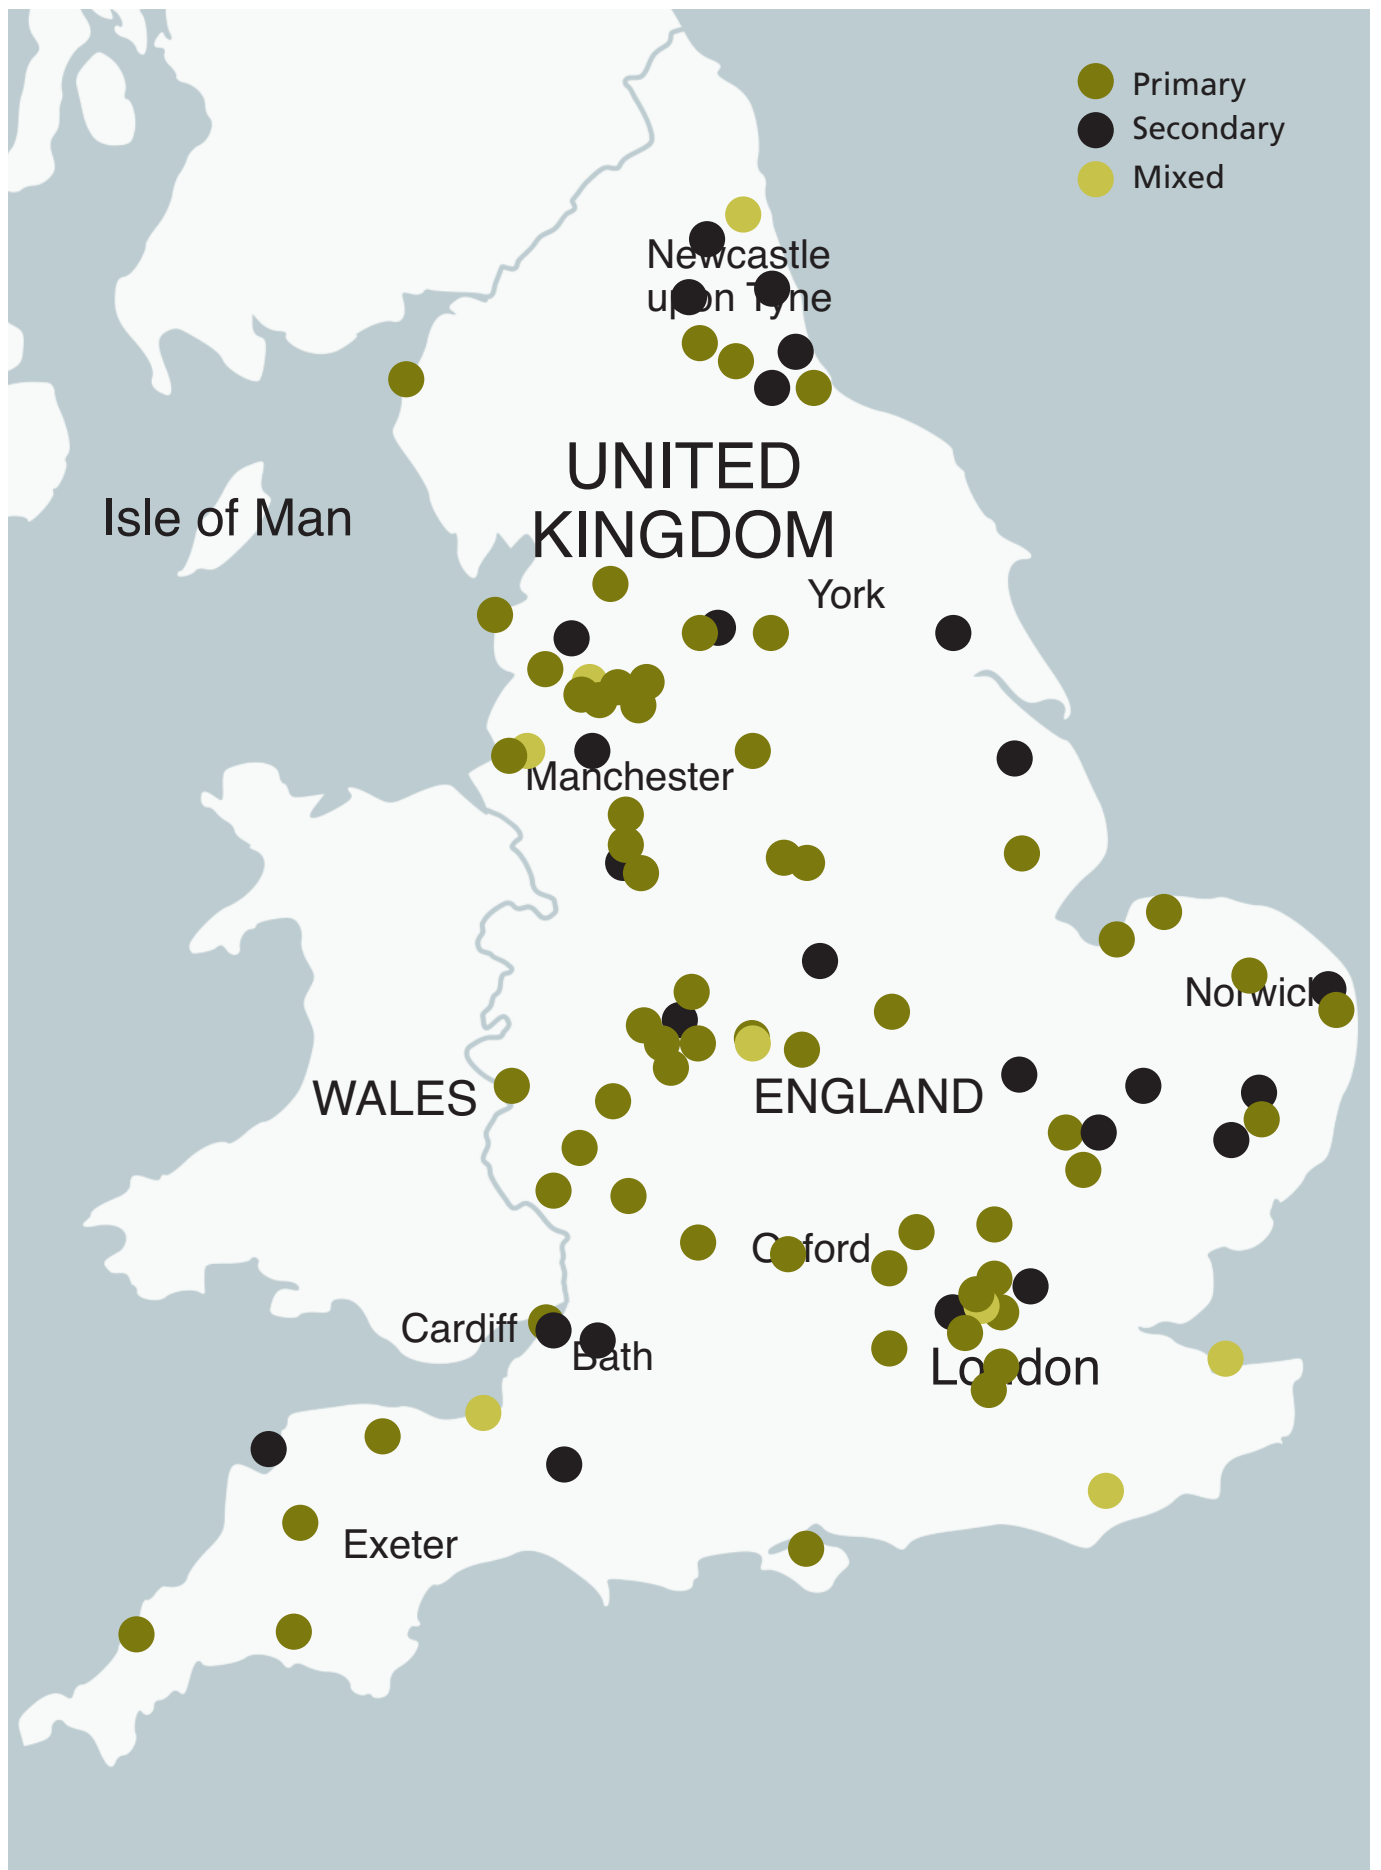 Primary
Secondary
Mixed
Newcastle
upon Tyne
UNITED
KINGDOM
Isle of Man
York
Manchester
Norwich
WALES
ENGLAND
Oxford
Cardiff
Bath
London
Exeter